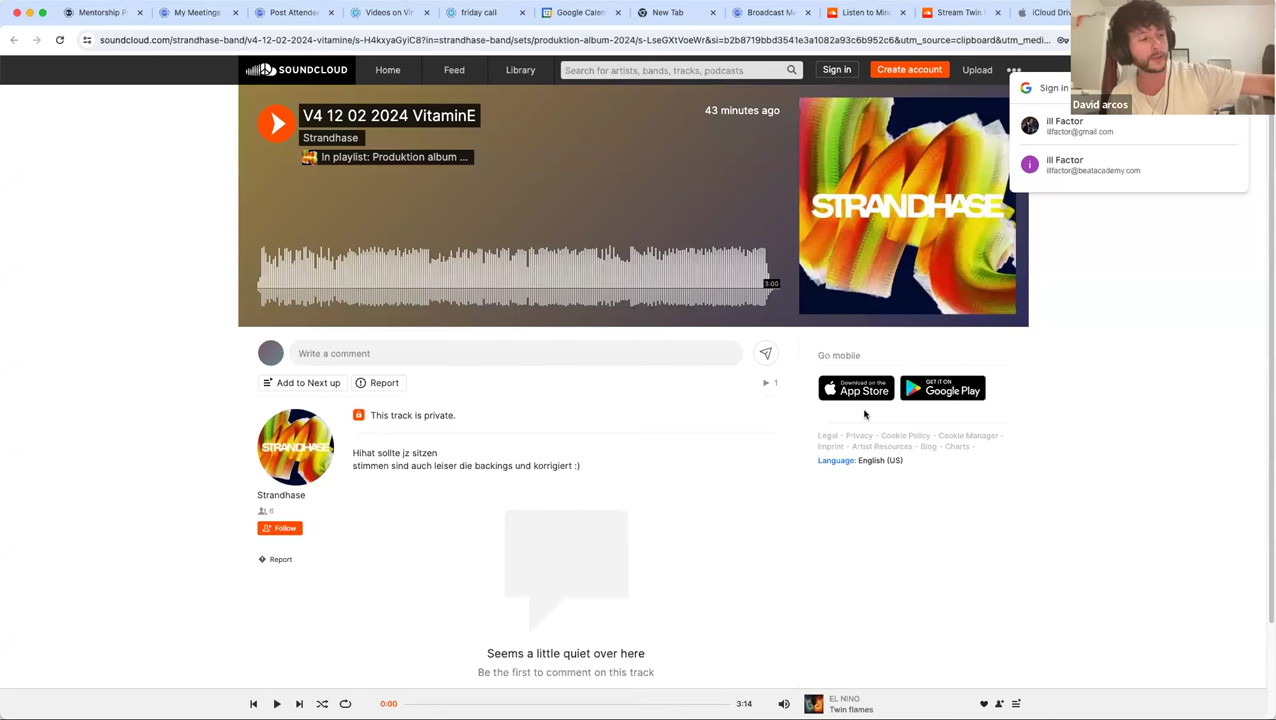 Mentorship P
My Meetings
Post Attende
Videos on Vir
friday call
Google Calen
New Tab
Broadcast M
Listen to Min
Stream Twin
iCloud Dri
soundcloud.com/strandhase-band/v4-12-02-2024-vitamine/s-H4kxyaGyiC8?in=strandhase-band/sets/produktion-album-2024/s-LseGXtVoeWr&si=b2b8719bbd3541e3a1082a93c6b952c6&utm_source=clipboard&utm_medi...
SOUNDCLOUD
Home
Feed
Library
Search for artists, bands, tracks, podcasts
Sign in
Create account
Upload
Sign in
David arcos
ill Factor
illfactor@gmail.com
ill Factor
illfactor@beatacademy.com
V4 12 02 2024 VitaminE
Strandhase
In playlist: Produktion album ...
43 minutes ago
STRANDHASE
3:00
Write a comment
Add to Next up
Report
1
STRANDHASE
This track is private.
Hihat sollte jz sitzen
stimmen sind auch leiser die backings und korrigiert :)
Strandhase
6
Follow
Report
Go mobile
Download on the
App Store
GET IT ON
Google Play
Legal - Privacy - Cookie Policy - Cookie Manager -
Imprint - Artist Resources - Blog - Charts -
Language: English (US)
Seems a little quiet over here
Be the first to comment on this track
0:00
3:14
EL NINO
Twin flames